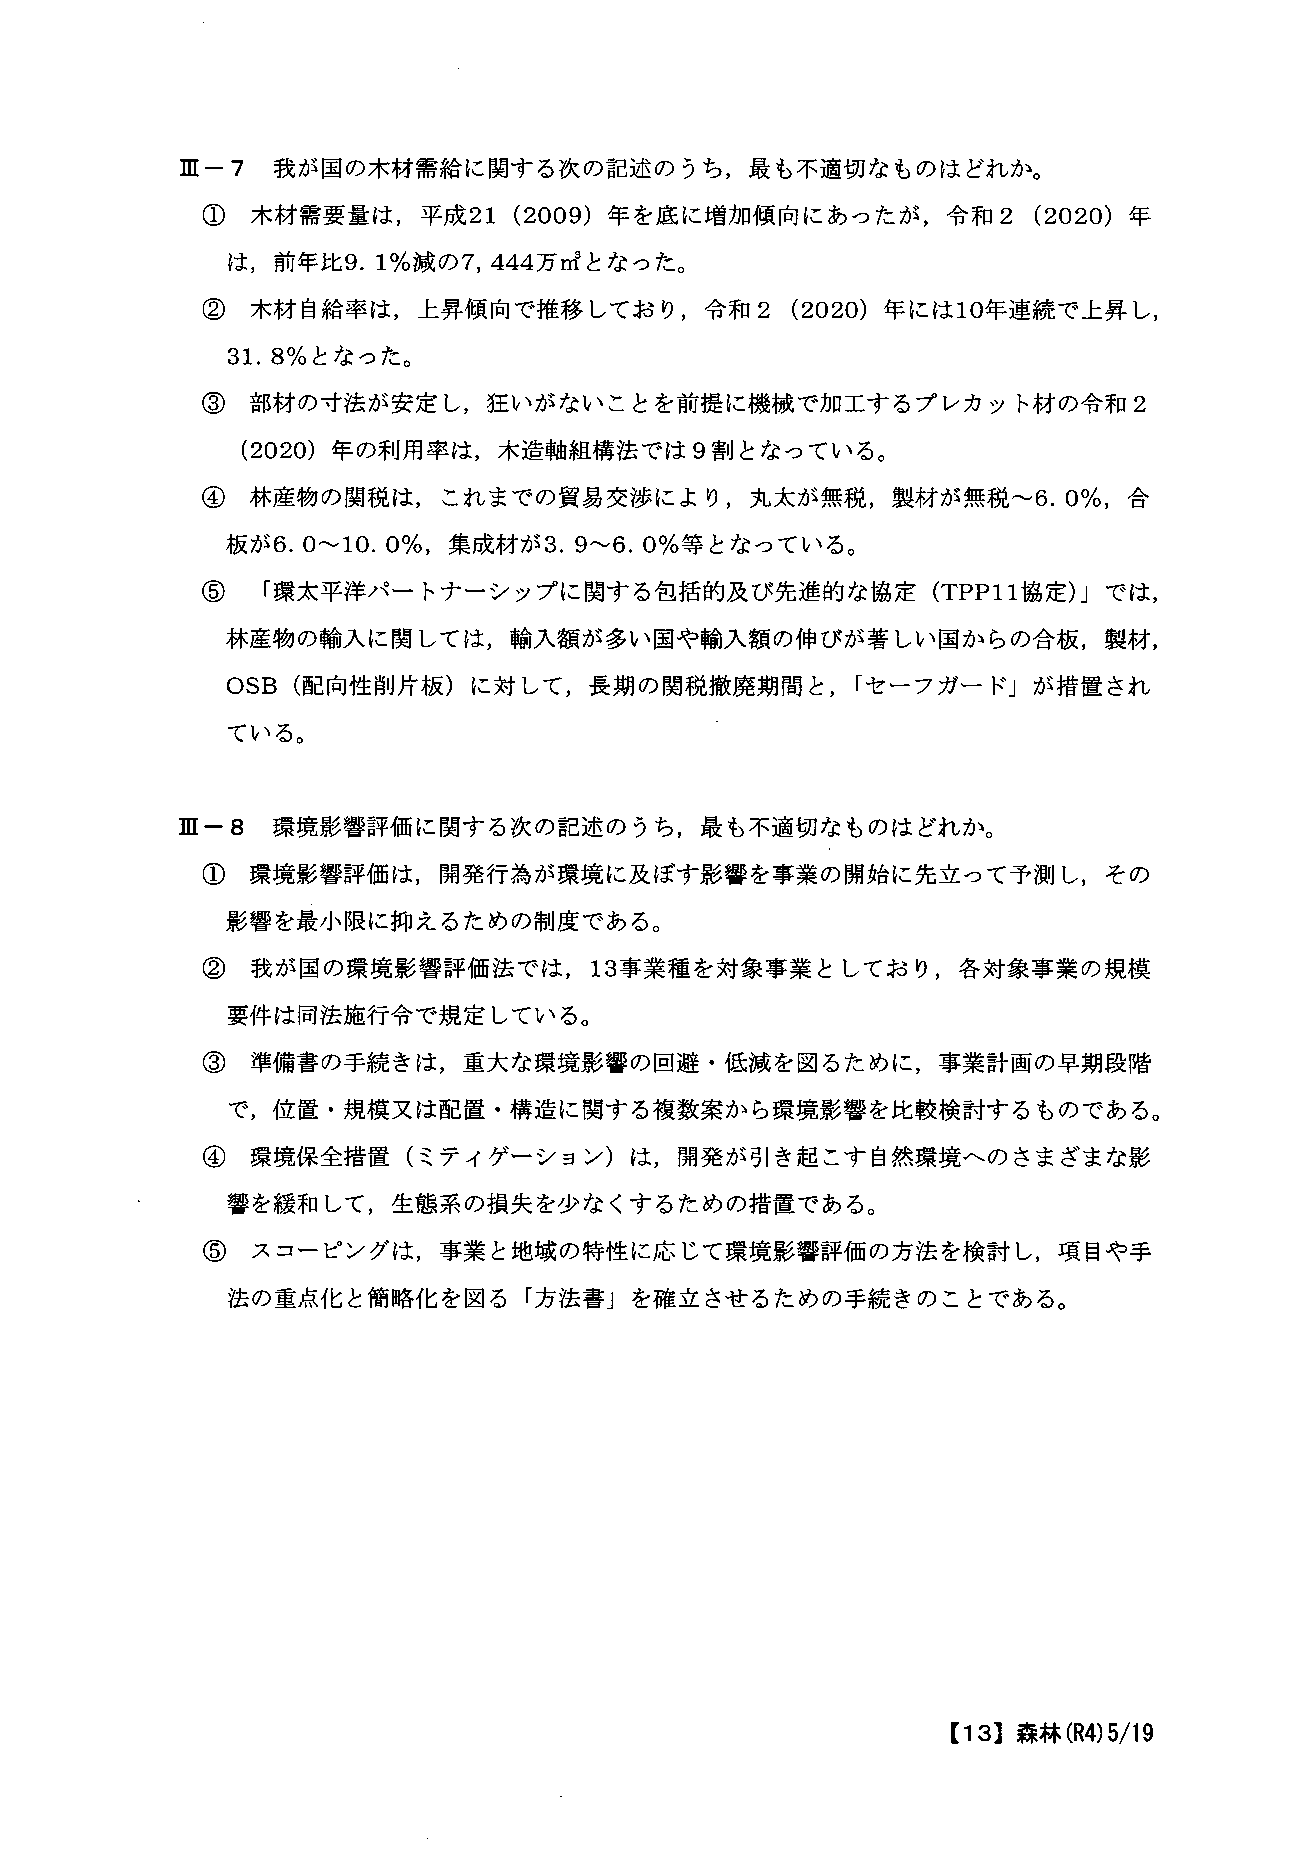 Ⅲ－7　我が国の木材需給に関する次の記述のうち，最も不適切なものはどれか。
①　木材需要量は，平成21（2009）年を底に増加傾向にあったが，令和２（2020）年
は，前年比9.1%減の7,444万㎥となった。
②　木材自給率は，上昇傾向で推移しており，令和２（2020）年には10年連続で上昇し，
31.8%となった。
③　部材の寸法が安定し，狂いがないことを前提に機械で加工するプレカット材の令和２
（2020）年の利用率は，木造軸組構法では９割となっている。
④　林産物の関税は，これまでの貿易交渉により，丸太が無税，製材が無税～6.0%，合
板が6.0～10.0%，集成材が3.9～6.0%等となっている。
⑤　「環太平洋パートナーシップに関する包括的及び先進的な協定（TPP11協定）」では，
林産物の輸入に関しては，輸入額が多い国や輸入額の伸びが著しい国からの合板，製材，
OSB（配向性削片板）に対して，長期の関税撤廃期間と，「セーフガード」が措置され
ている。
Ⅲ－8　環境影響評価に関する次の記述のうち，最も不適切なものはどれか。
①　環境影響評価は，開発行為が環境に及ぼす影響を事業の開始に先立って予測し，その
影響を最小限に抑えるための制度である。
②　我が国の環境影響評価法では，13事業種を対象事業としており，各対象事業の規模
要件は同法施行令で規定している。
③　準備書の手続きは，重大な環境影響の回避・低減を図るために，事業計画の早期段階
で，位置・規模又は配置・構造に関する複数案から環境影響を比較検討するものである。
④　環境保全措置（ミティゲーション）は，開発が引き起こす自然環境へのさまざまな影
響を緩和して，生態系の損失を少なくするための措置である。
⑤　スコーピングは，事業と地域の特性に応じて環境影響評価の方法を検討し，項目や手
法の重点化と簡略化を図る「方法書」を確立させるための手続きのことである。
【13】森林(R4)5/19